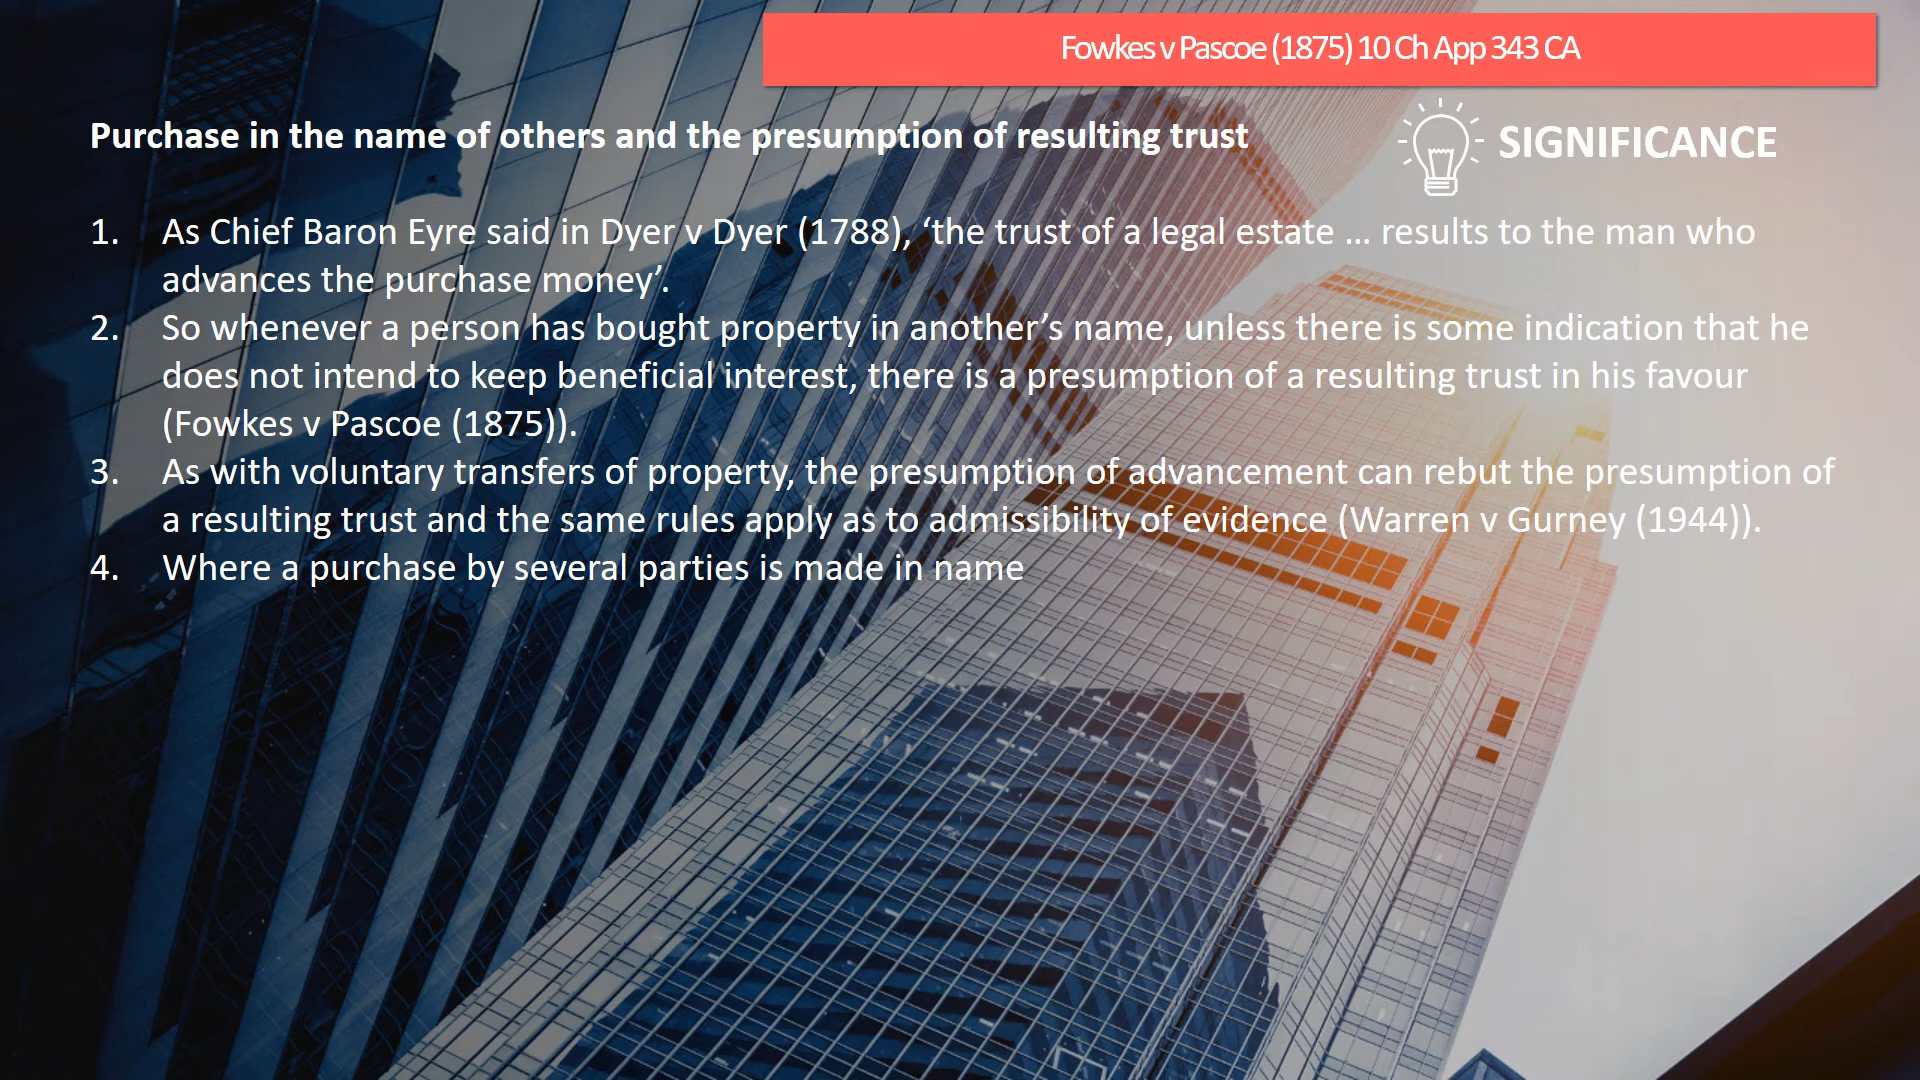 Fowkes v Pascoe (1875) 10 Ch App 343 CA
Purchase in the name of others and the presumption of resulting trust
SIGNIFICANCE
1. As Chief Baron Eyre said in Dyer v Dyer (1788), ‘the trust of a legal estate … results to the man who
advances the purchase money’.
2. So whenever a person has bought property in another’s name, unless there is some indication that he
does not intend to keep beneficial interest, there is a presumption of a resulting trust in his favour
(Fowkes v Pascoe (1875)).
3. As with voluntary transfers of property, the presumption of advancement can rebut the presumption of
a resulting trust and the same rules apply as to admissibility of evidence (Warren v Gurney (1944)).
4. Where a purchase by several parties is made in name